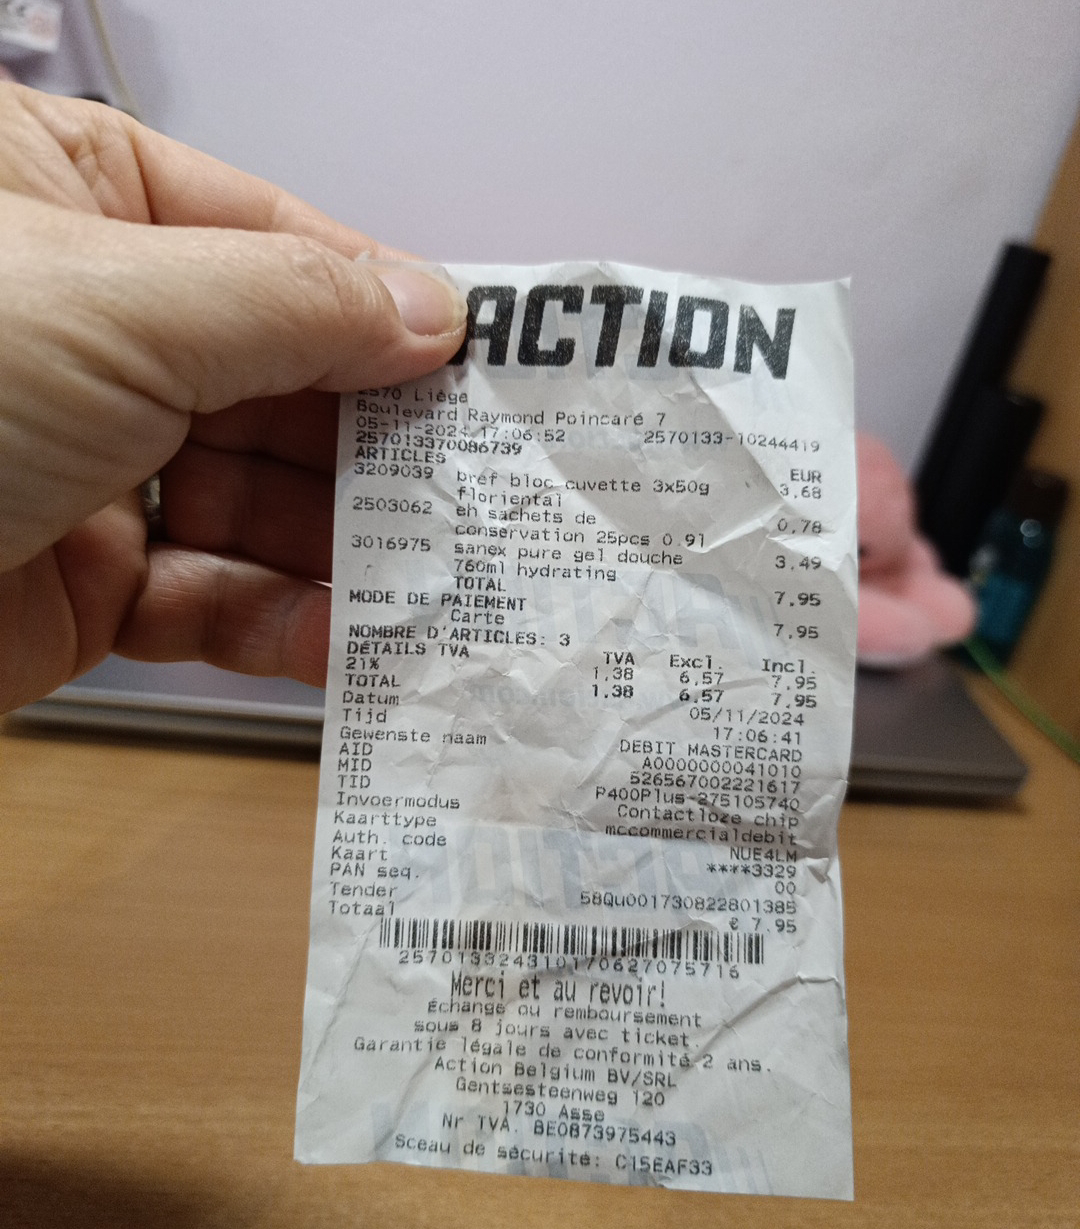 ACTION
2570 Liége
Boulevard Raymond Poincaré 7
05-11-2024 17:06:52 2570133-10244419
257013370086739
ARTICLES EUR
3209039 bref bloc cuvette 3x50g 3,68
floriental
2503062 eh sachets de 0,78
conservation 25pcs 0.91
3016975 sanex pure gel douche 3,49
760ml hydrating
TOTAL 7,95
MODE DE PAIEMENT
Carte 7,95
NOMBRE D'ARTICLES: 3
DÉTAILS TVA TVA Excl. Incl.
21% 1,38 6,57 7,95
TOTAL 1,38 6,57 7,95
Datum 05/11/2024
Tijd 17:06:41
Gewenste naam DEBIT MASTERCARD
AID A0000000041010
MID 526567002221617
TID P400Plus-275105740
Invoermodus Contactloze chip
Kaarttype mccommercialdebit
Auth. code NUE4LM
Kaart ****3329
PAN seq. 00
Tender 58Qu001730822801385
Totaal € 7.95
257013324310170627075716
Merci et au revoir!
Échange ou remboursement
sous 8 jours avec ticket.
Garantie légale de conformité 2 ans.
Action Belgium BV/SRL
Gentsesteenweg 120
1730 Asse
Nr TVA. BE0873975443
Sceau de sécurité: C15EAF33